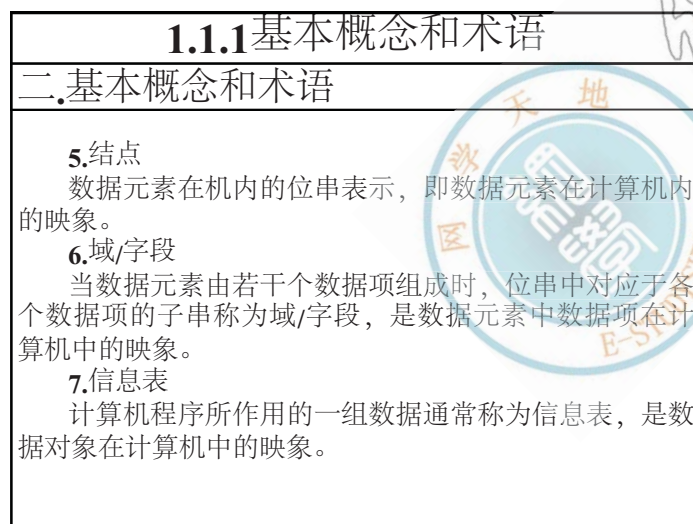 1.1.1基本概念和术语
二.基本概念和术语
5.结点
数据元素在机内的位串表示，即数据元素在计算机内
的映象。
6.域/字段
当数据元素由若干个数据项组成时，位串中对应于各
个数据项的子串称为域/字段，是数据元素中数据项在计
算机中的映象。
7.信息表
计算机程序所作用的一组数据通常称为信息表，是数
据对象在计算机中的映象。
网学天地